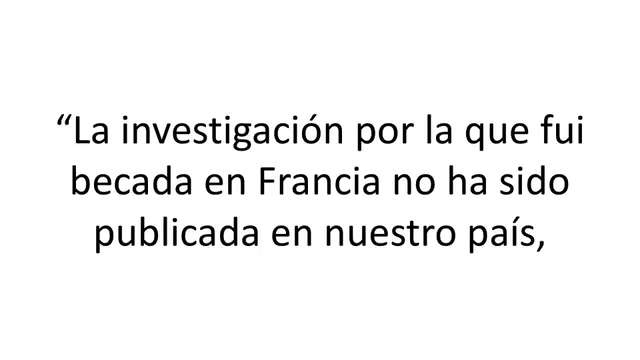 “La investigación por la que fui
becada en Francia no ha sido
publicada en nuestro país,